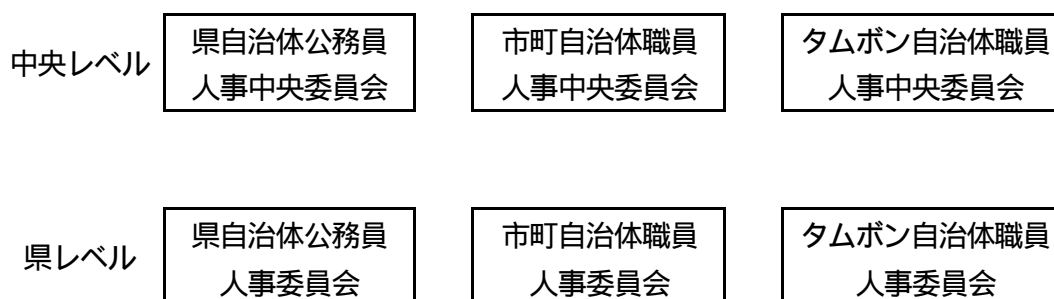 中央レベル
県自治体公務員
人事中央委員会
市町自治体職員
人事中央委員会
タムボン自治体職員
人事中央委員会
県レベル
県自治体公務員
人事委員会
市町自治体職員
人事委員会
タムボン自治体職員
人事委員会